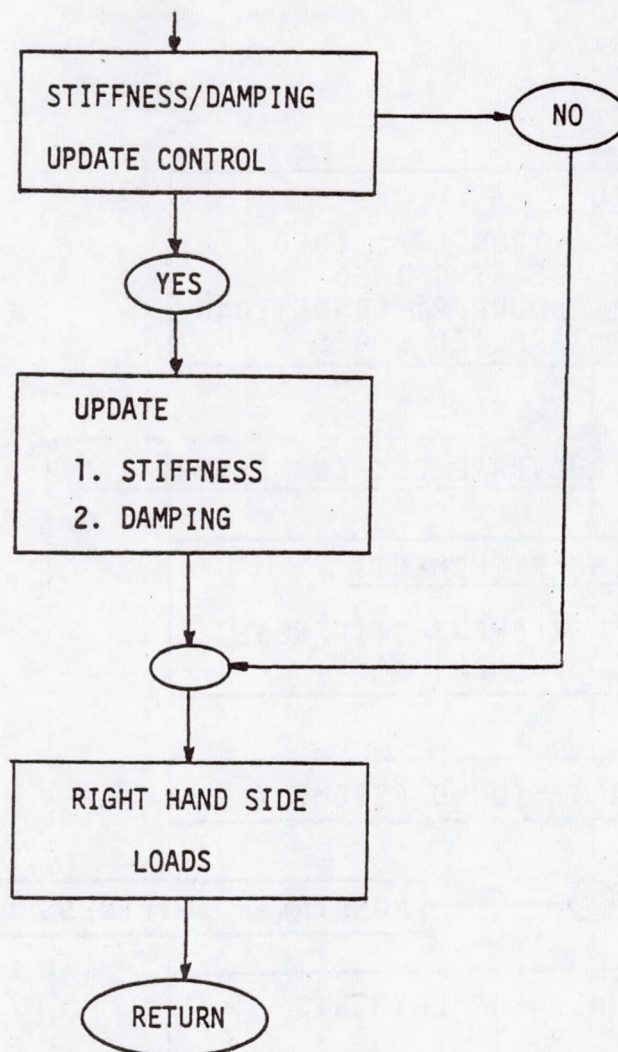 STIFFNESS/DAMPING
UPDATE CONTROL
NO
YES
UPDATE
1. STIFFNESS
2. DAMPING
RIGHT HAND SIDE
LOADS
RETURN